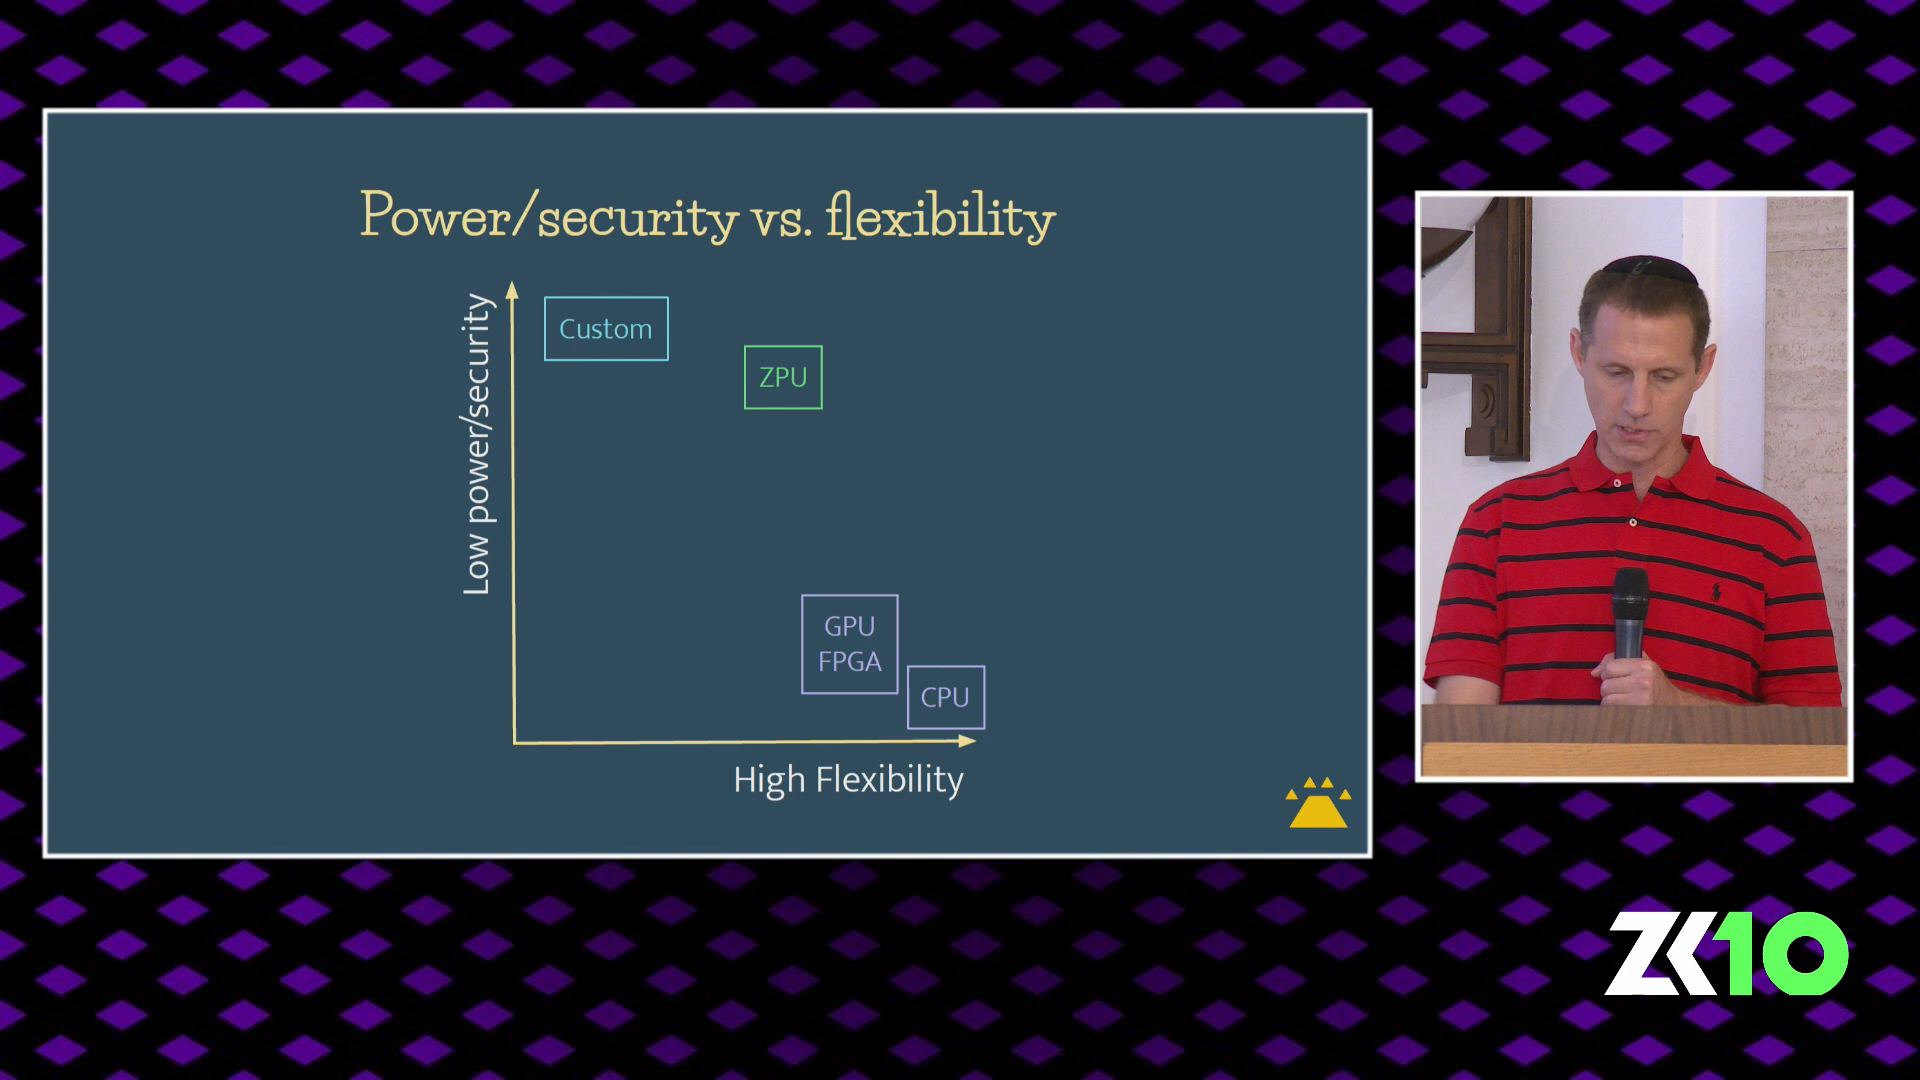 Power/security vs. flexibility
Low power/security
Custom
ZPU
GPU
FPGA
CPU
High Flexibility
ZK10